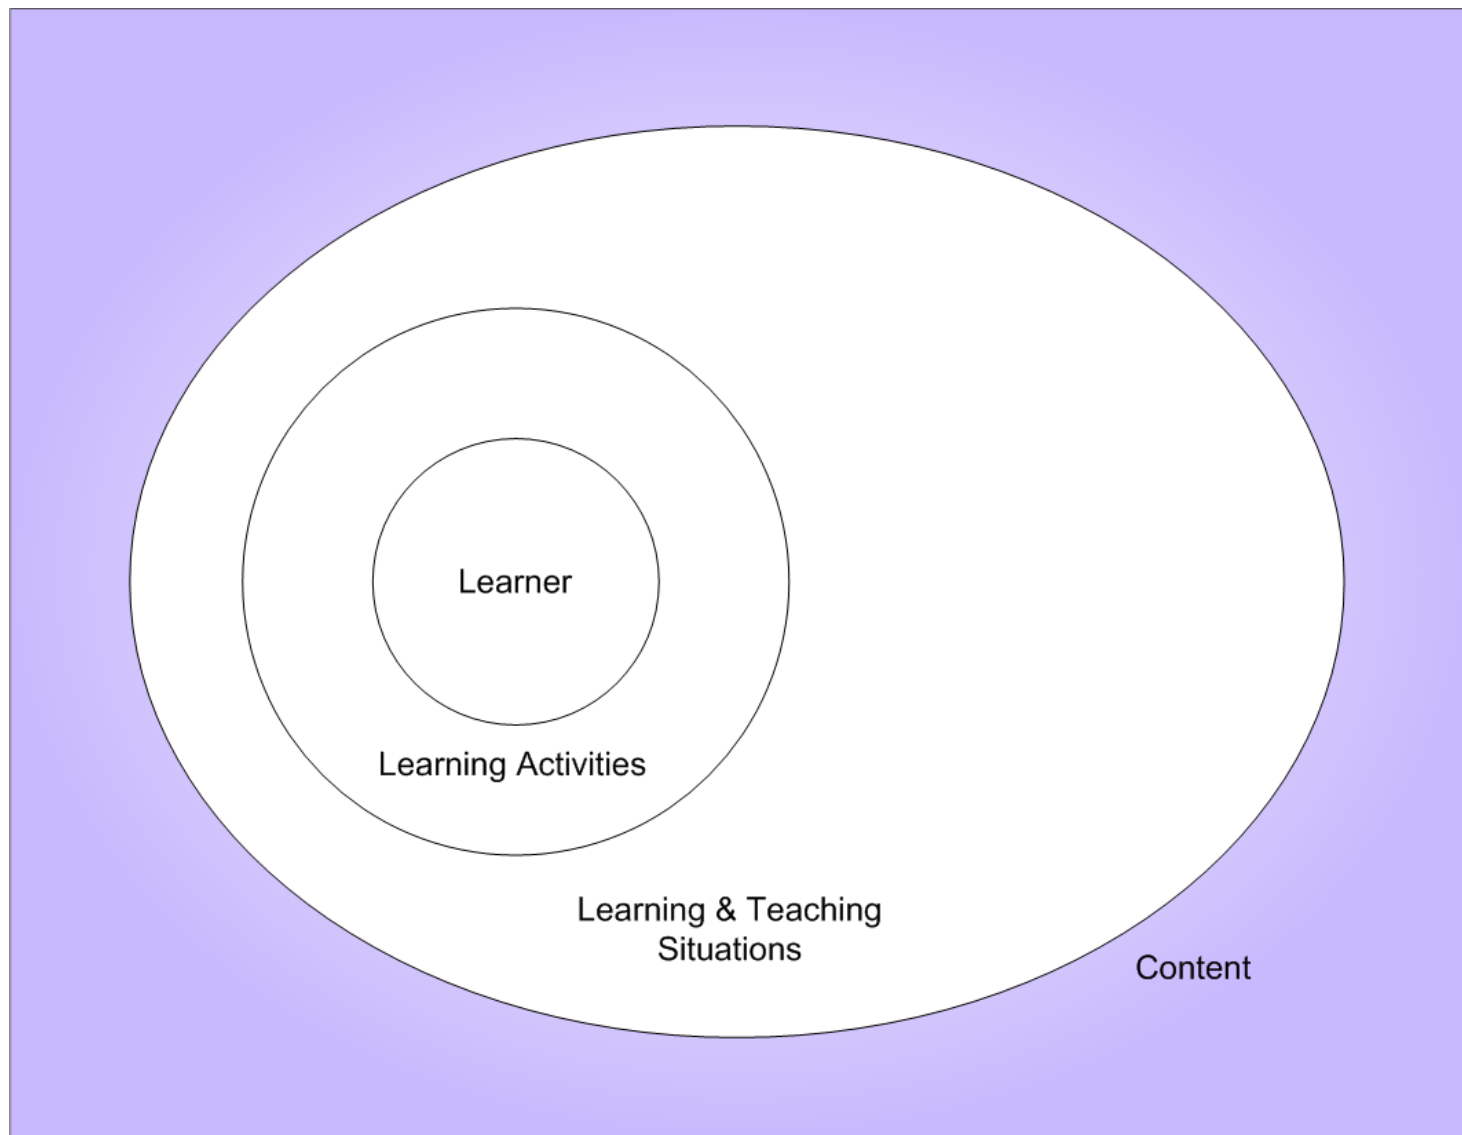 Learner
Learning Activities
Learning & Teaching
Situations
Content